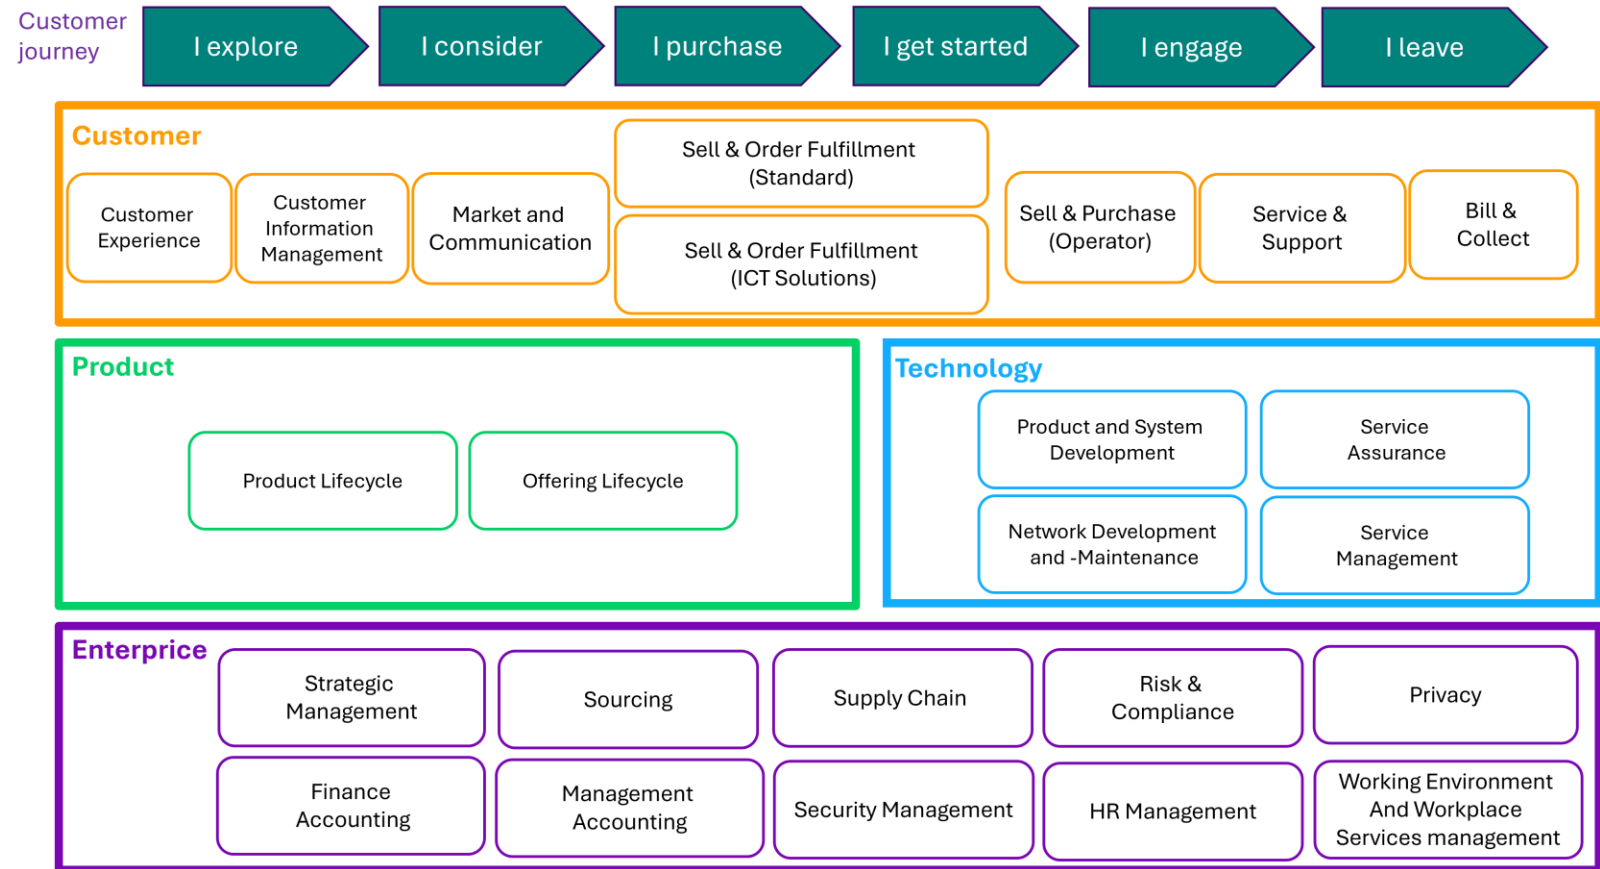 Customer
journey
I explore
I consider
I purchase
I get started
I engage
I leave
Customer
Customer
Experience
Customer
Information
Management
Market and
Communication
Sell & Order Fulfillment
(Standard)
Sell & Order Fulfillment
(ICT Solutions)
Sell & Purchase
(Operator)
Service &
Support
Bill &
Collect
Product
Product Lifecycle
Offering Lifecycle
Technology
Product and System
Development
Service
Assurance
Network Development
and -Maintenance
Service
Management
Enterprice
Strategic
Management
Sourcing
Supply Chain
Risk &
Compliance
Privacy
Finance
Accounting
Management
Accounting
Security Management
HR Management
Working Environment
And Workplace
Services management